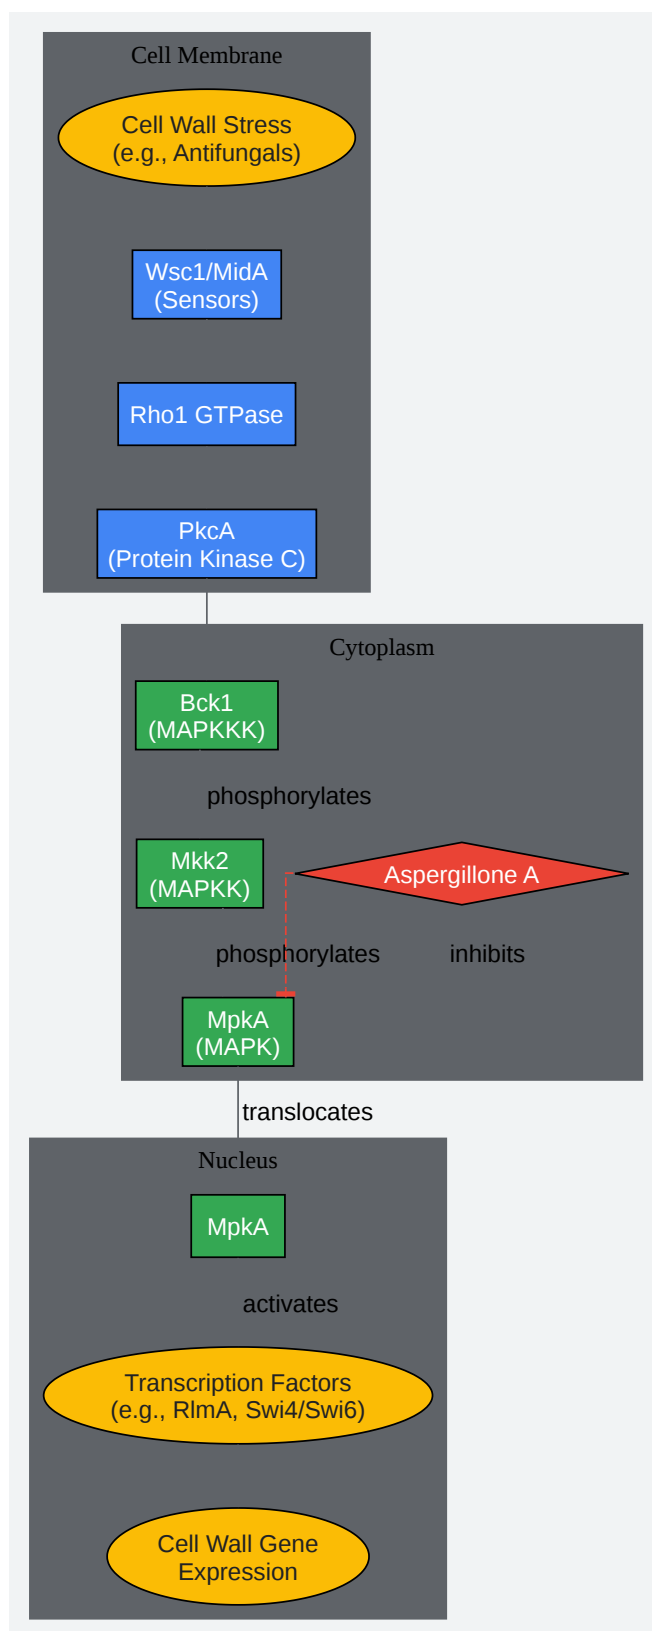 Cell Membrane
Cell Wall Stress
(e.g., Antifungals)
Wsc1/MidA
(Sensors)
Rho1 GTPase
PkcA
(Protein Kinase C)
Cytoplasm
Bck1
(MAPKKK)
phosphorylates
Mkk2
(MAPKK)
Aspergillone A
phosphorylates
inhibits
MpkA
(MAPK)
translocates
Nucleus
MpkA
activates
Transcription Factors
(e.g., RlmA, Swi4/Swi6)
Cell Wall Gene
Expression